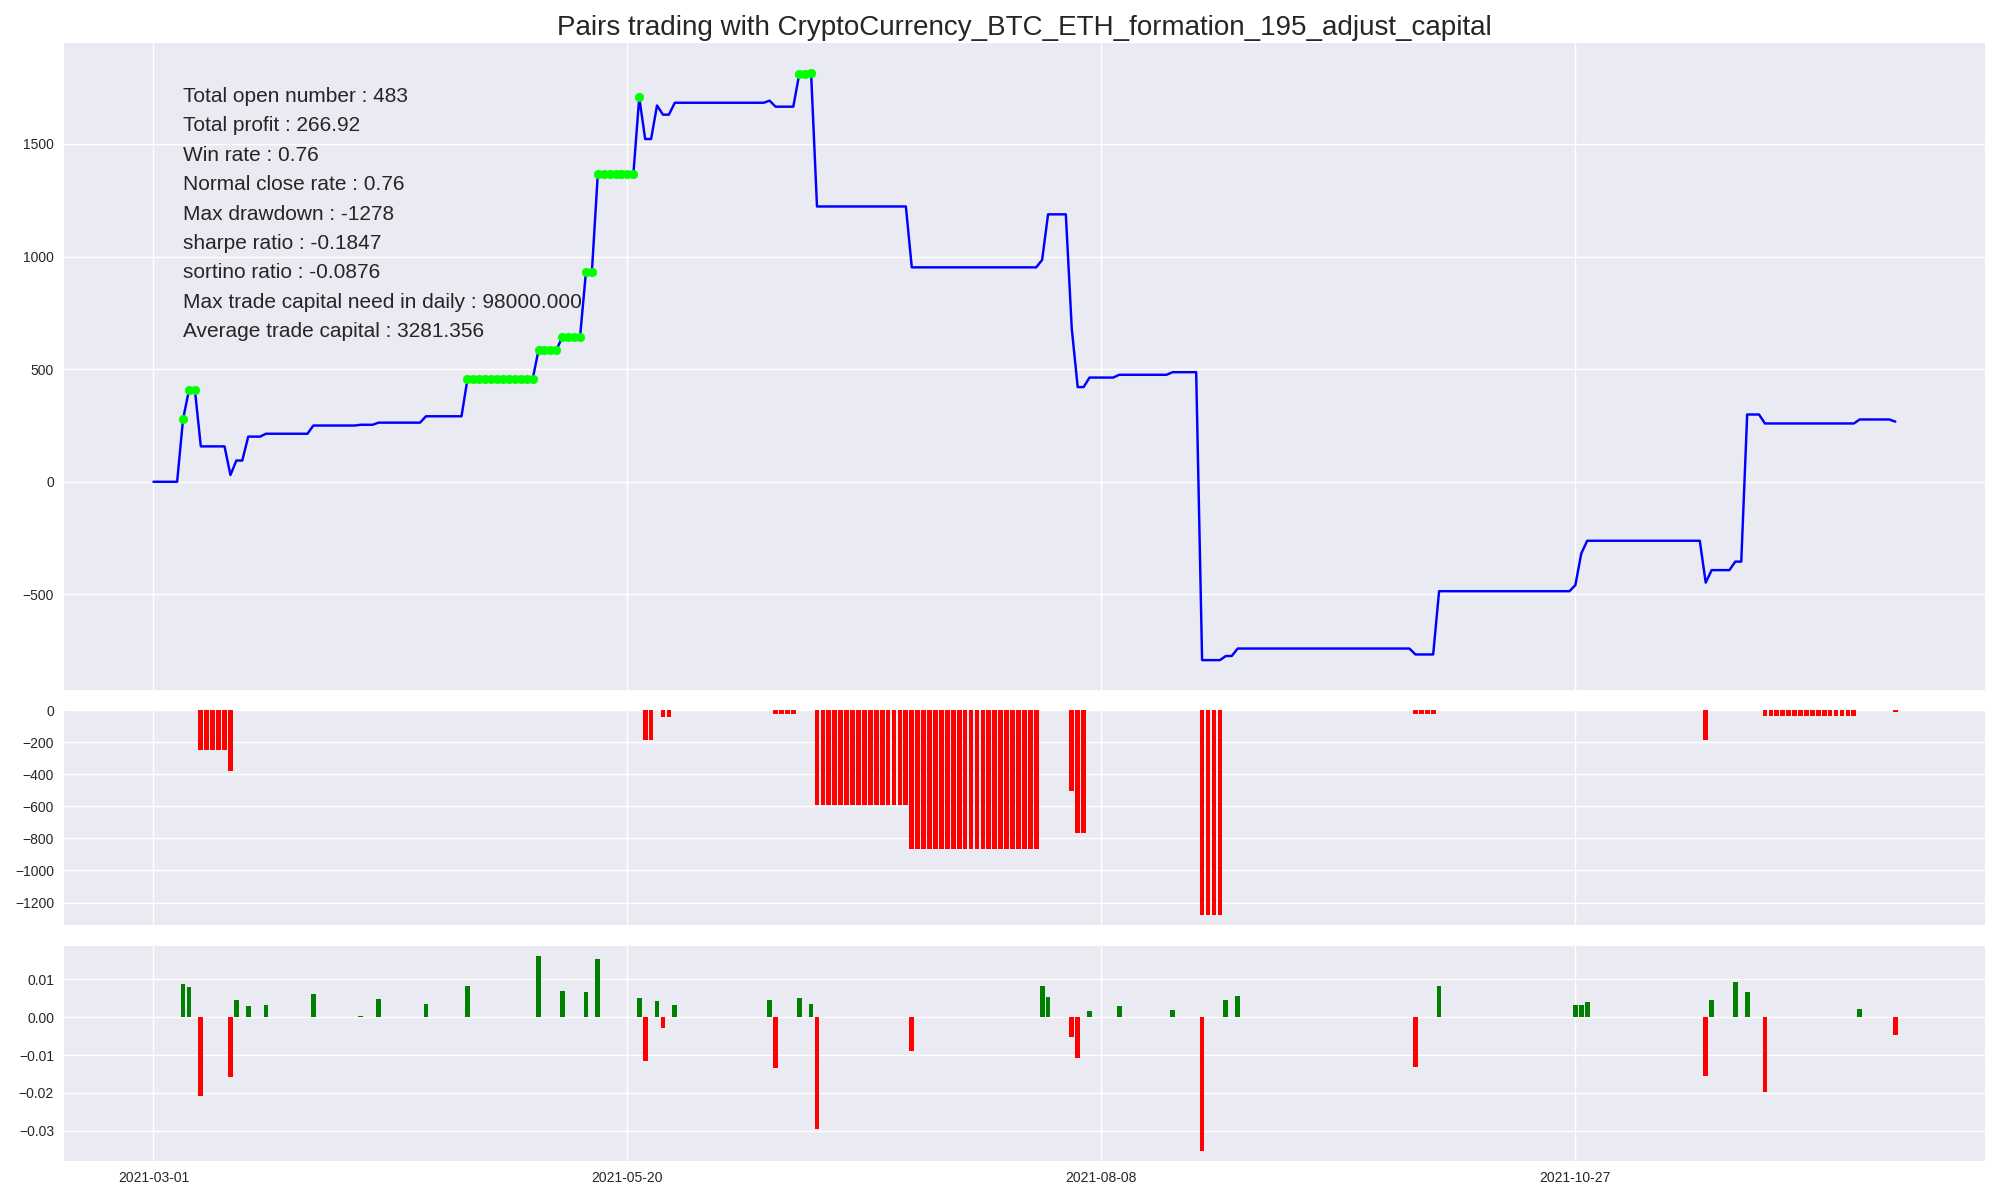 Pairs trading with CryptoCurrency_BTC_ETH_formation_195_adjust_capital
Total open number : 483
Total profit : 266.92
Win rate : 0.76
Normal close rate : 0.76
Max drawdown : -1278
sharpe ratio : -0.1847
sortino ratio : -0.0876
Max trade capital need in daily : 98000.000
Average trade capital : 3281.356
1500
1000
500
0
−500
0
−200
−400
−600
−800
−1000
−1200
0.01
0.00
−0.01
−0.02
−0.03
2021-03-01 2021-05-20 2021-08-08 2021-10-27